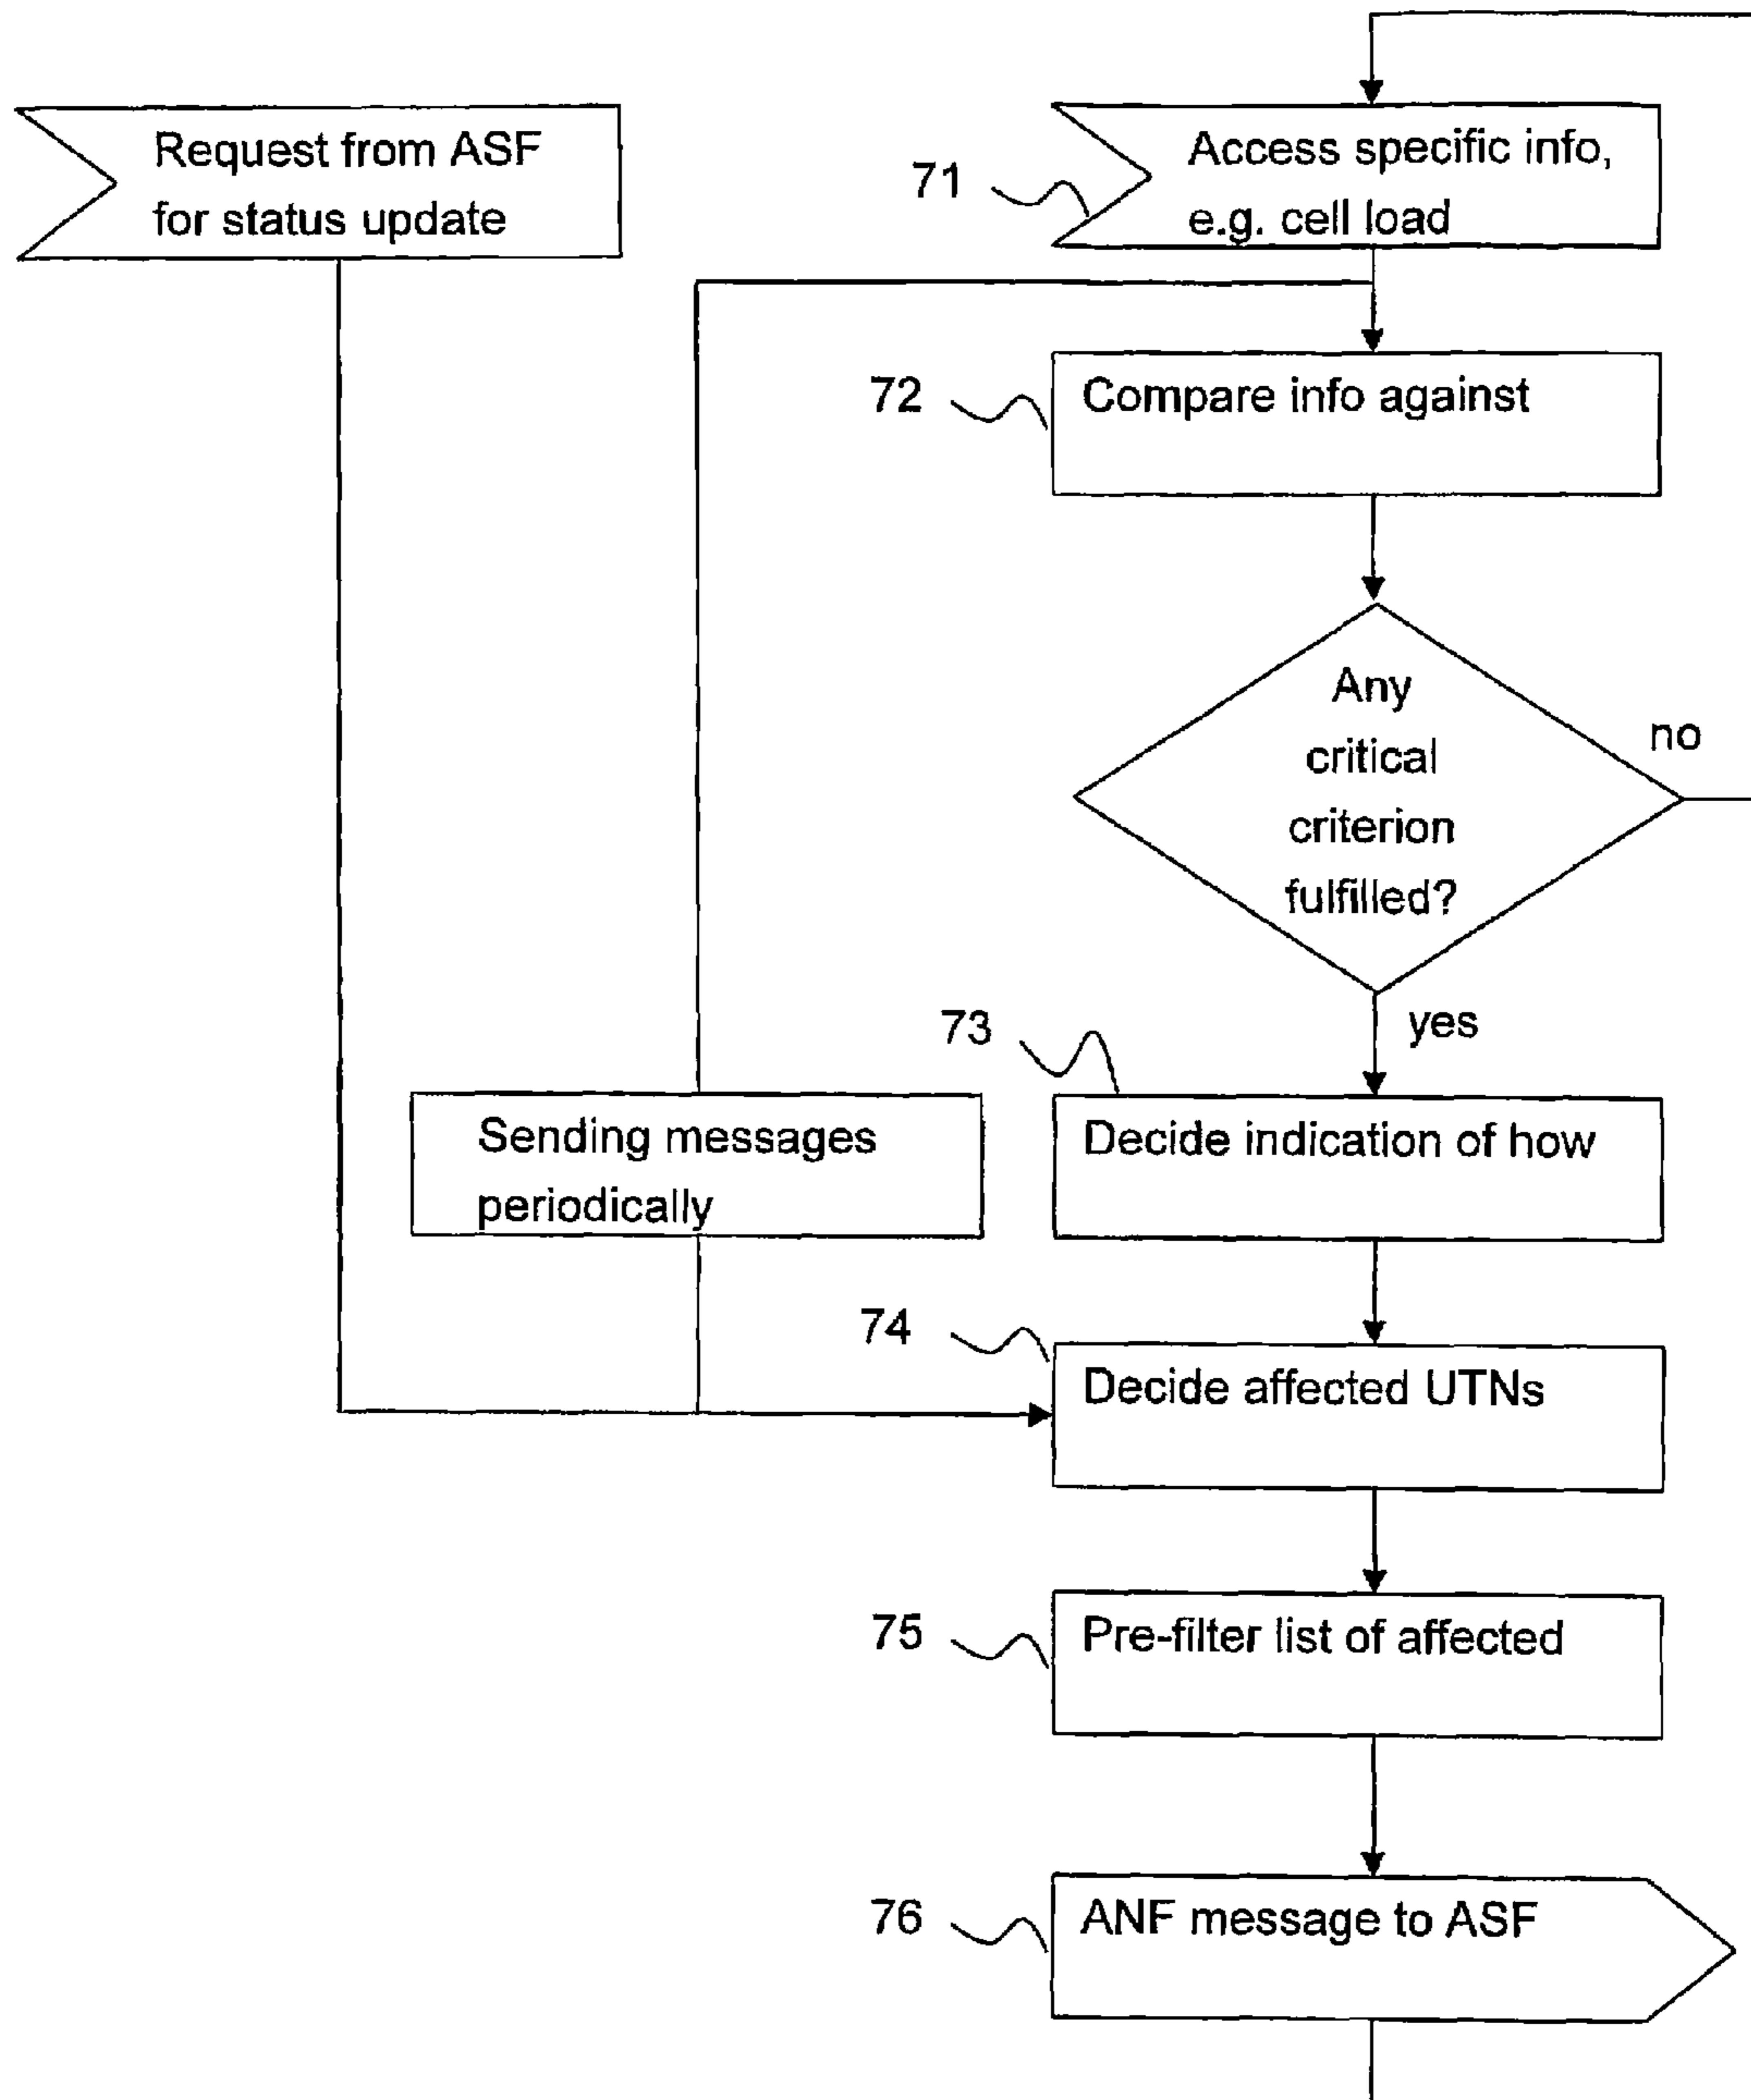 Request from ASF
for status update
71
Access specific info,
e.g. cell load
72
Compare info against
Any
critical
criterion
fulfilled?
no
yes
73
Sending messages
periodically
Decide indication of how
74
Decide affected UTNs
75
Pre-filter list of affected
76
ANF message to ASF